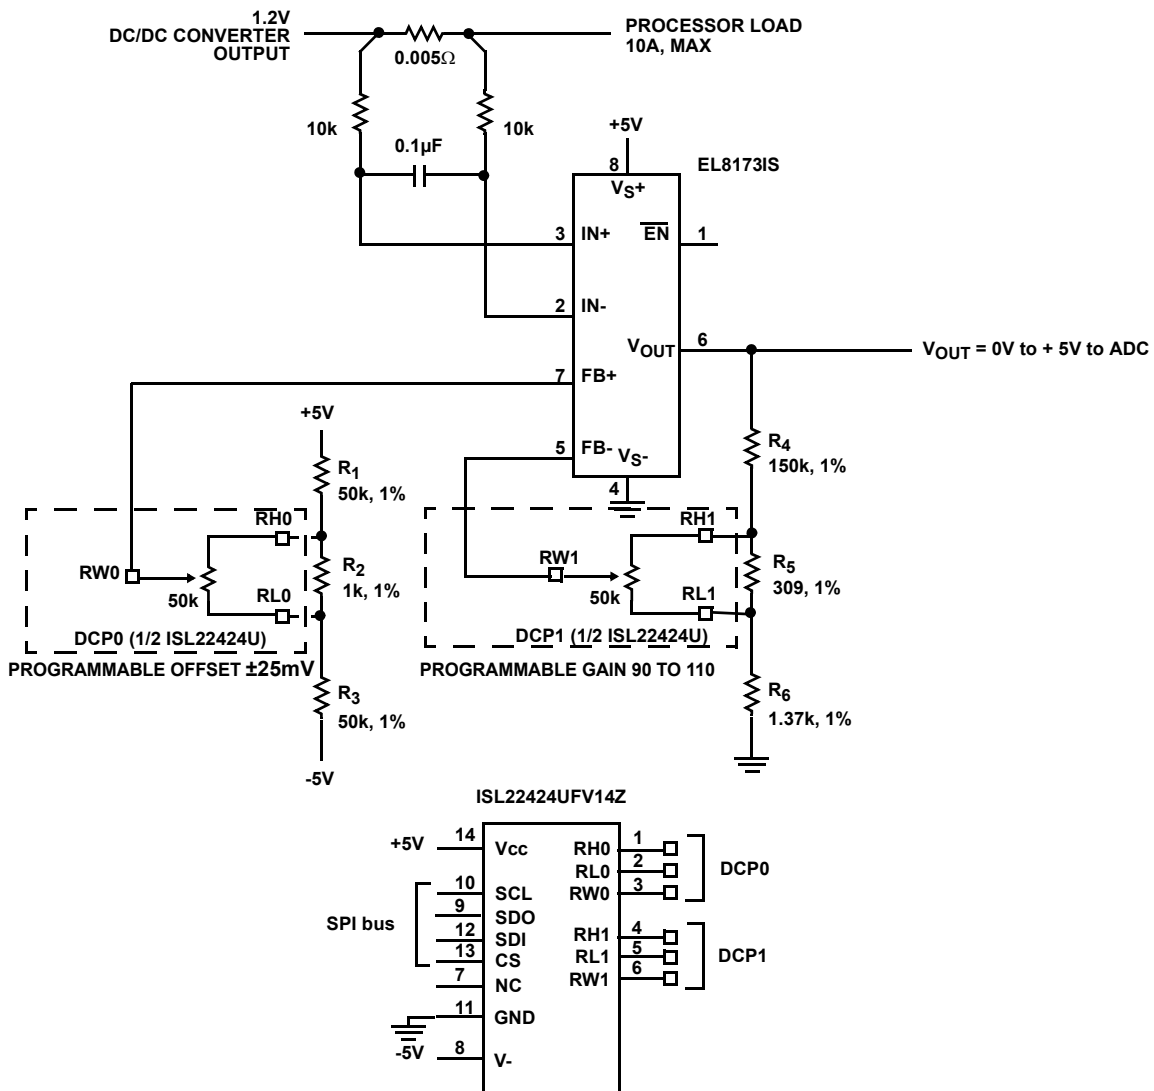 1.2V
DC/DC CONVERTER
OUTPUT
0.005Ω
PROCESSOR LOAD
10A, MAX
10k
10k
0.1µF
+5V
EL8173IS
8
VS+
3
IN+
EN
1
2
IN-
VOUT
6
VOUT = 0V to + 5V to ADC
7
FB+
5
FB-
VS-
4
+5V
R1
50k, 1%
R4
150k, 1%
RH0
RW0
50k
RL0
R2
1k, 1%
DCP0 (1/2 ISL22424U)
PROGRAMMABLE OFFSET ±25mV
R3
50k, 1%
-5V
RH1
RW1
50k
RL1
R5
309, 1%
DCP1 (1/2 ISL22424U)
PROGRAMMABLE GAIN 90 TO 110
R6
1.37k, 1%
ISL22424UFV14Z
+5V
14
Vcc
SPI bus
10
SCL
9
SDO
12
SDI
13
CS
7
NC
11
GND
-5V
8
V-
RH0
1
RL0
2
RW0
3
DCP0
RH1
4
RL1
5
RW1
6
DCP1